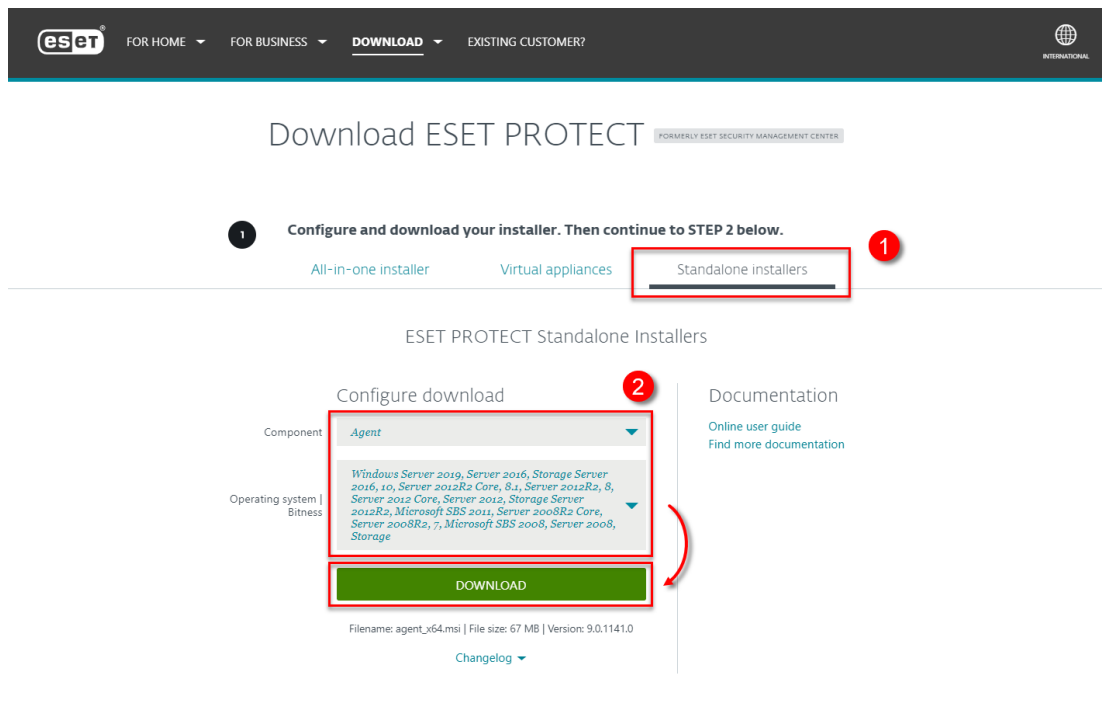 eset FOR HOME FOR BUSINESS DOWNLOAD EXISTING CUSTOMER?
INTERNATIONAL
Download ESET PROTECT FORMERLY ESET SECURITY MANAGEMENT CENTER
1 Configure and download your installer. Then continue to STEP 2 below.
1
All-in-one installer Virtual appliances Standalone installers
ESET PROTECT Standalone Installers
2
Configure download
Component Agent
Operating system | Bitness
Windows Server 2019, Server 2016, Storage Server
2016, 10, Server 2012R2 Core, 8.1, Server 2012R2, 8,
Server 2012 Core, Server 2012, Storage Server
2012R2, Microsoft SBS 2011, Server 2008R2 Core,
Server 2008R2, 7, Microsoft SBS 2008, Server 2008,
Storage
DOWNLOAD
Filename: agent_x64.msi | File size: 67 MB | Version: 9.0.1141.0
Changelog
Documentation
Online user guide
Find more documentation